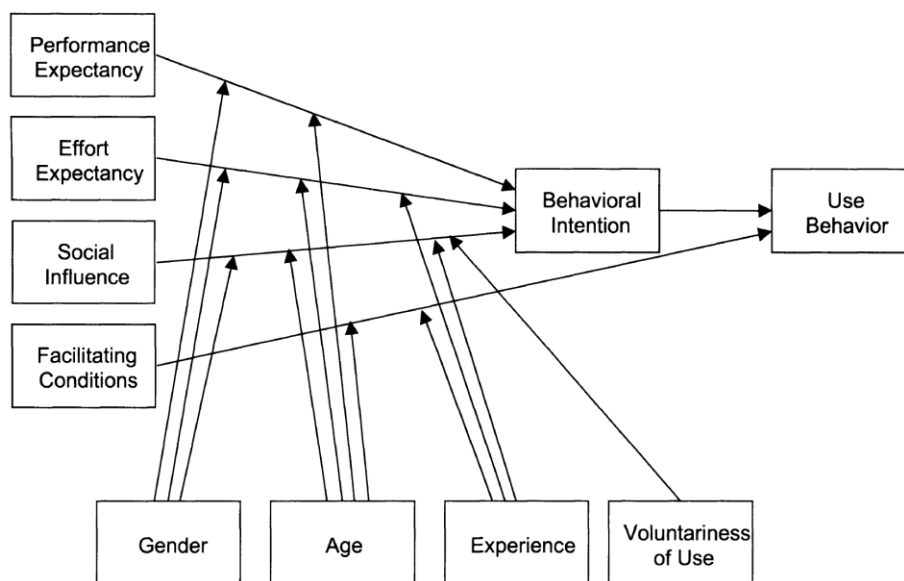 Performance
Expectancy
Effort
Expectancy
Social
Influence
Facilitating
Conditions
Behavioral
Intention
Use
Behavior
Gender
Age
Experience
Voluntariness
of Use